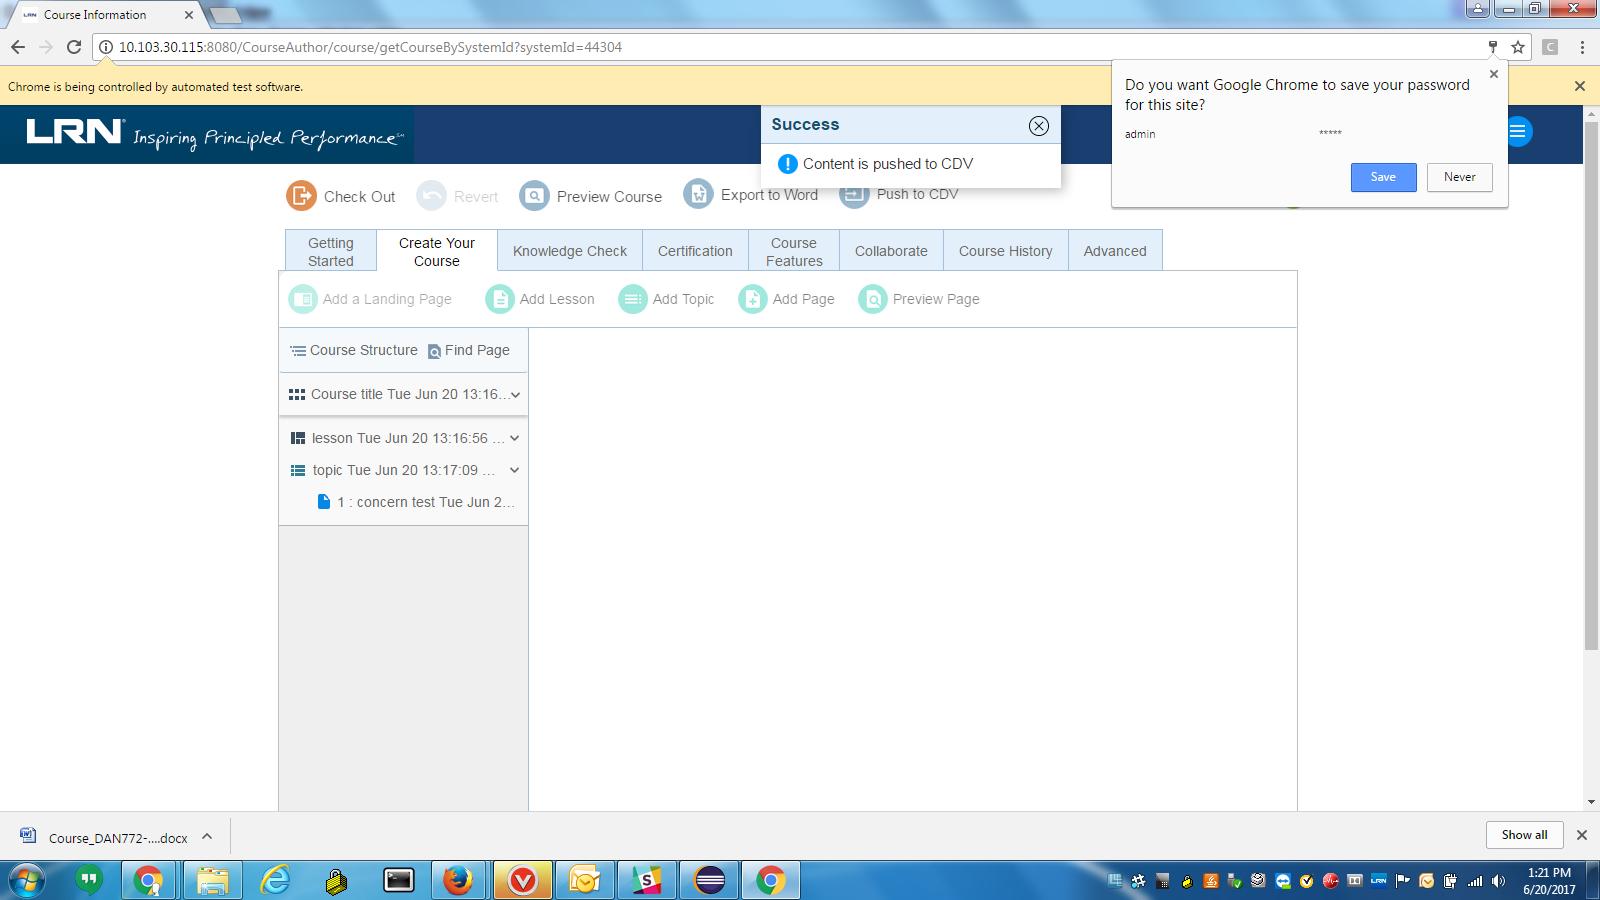 LRN Course Information
10.103.30.115:8080/CourseAuthor/course/getCourseBySystemId?systemId=44304
C
Chrome is being controlled by automated test software.
Do you want Google Chrome to save your password
for this site?
admin *****
Save Never
LRN Inspiring Principled Performance
Success
Content is pushed to CDV
Check Out Revert Preview Course Export to Word Push to CDV
Getting
Started
Create Your
Course
Knowledge Check
Certification
Course
Features
Collaborate
Course History
Advanced
Add a Landing Page Add Lesson Add Topic Add Page Preview Page
Course Structure Find Page
Course title Tue Jun 20 13:16...
lesson Tue Jun 20 13:16:56 ...
topic Tue Jun 20 13:17:09 ...
1 : concern test Tue Jun 2...
Course_DAN772-....docx
Show all
LRN
1:21 PM
6/20/2017